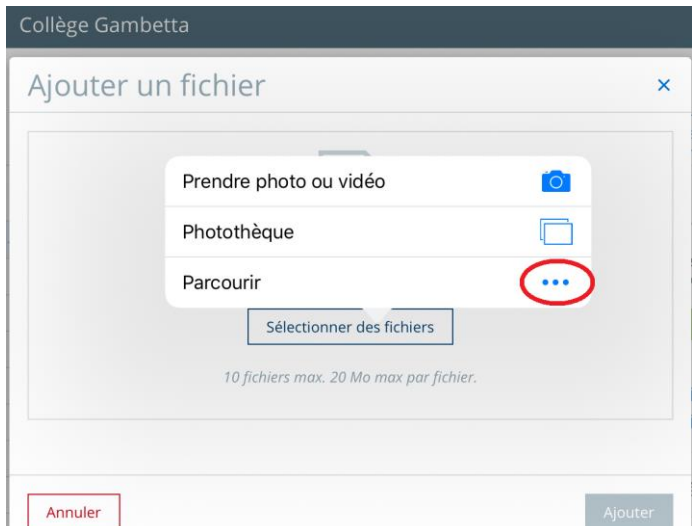 Collège Gambetta
Ajouter un fichier
Prendre photo ou vidéo
Photothèque
Parcourir
Sélectionner des fichiers
10 fichiers max. 20 Mo max par fichier.
Annuler
Ajouter